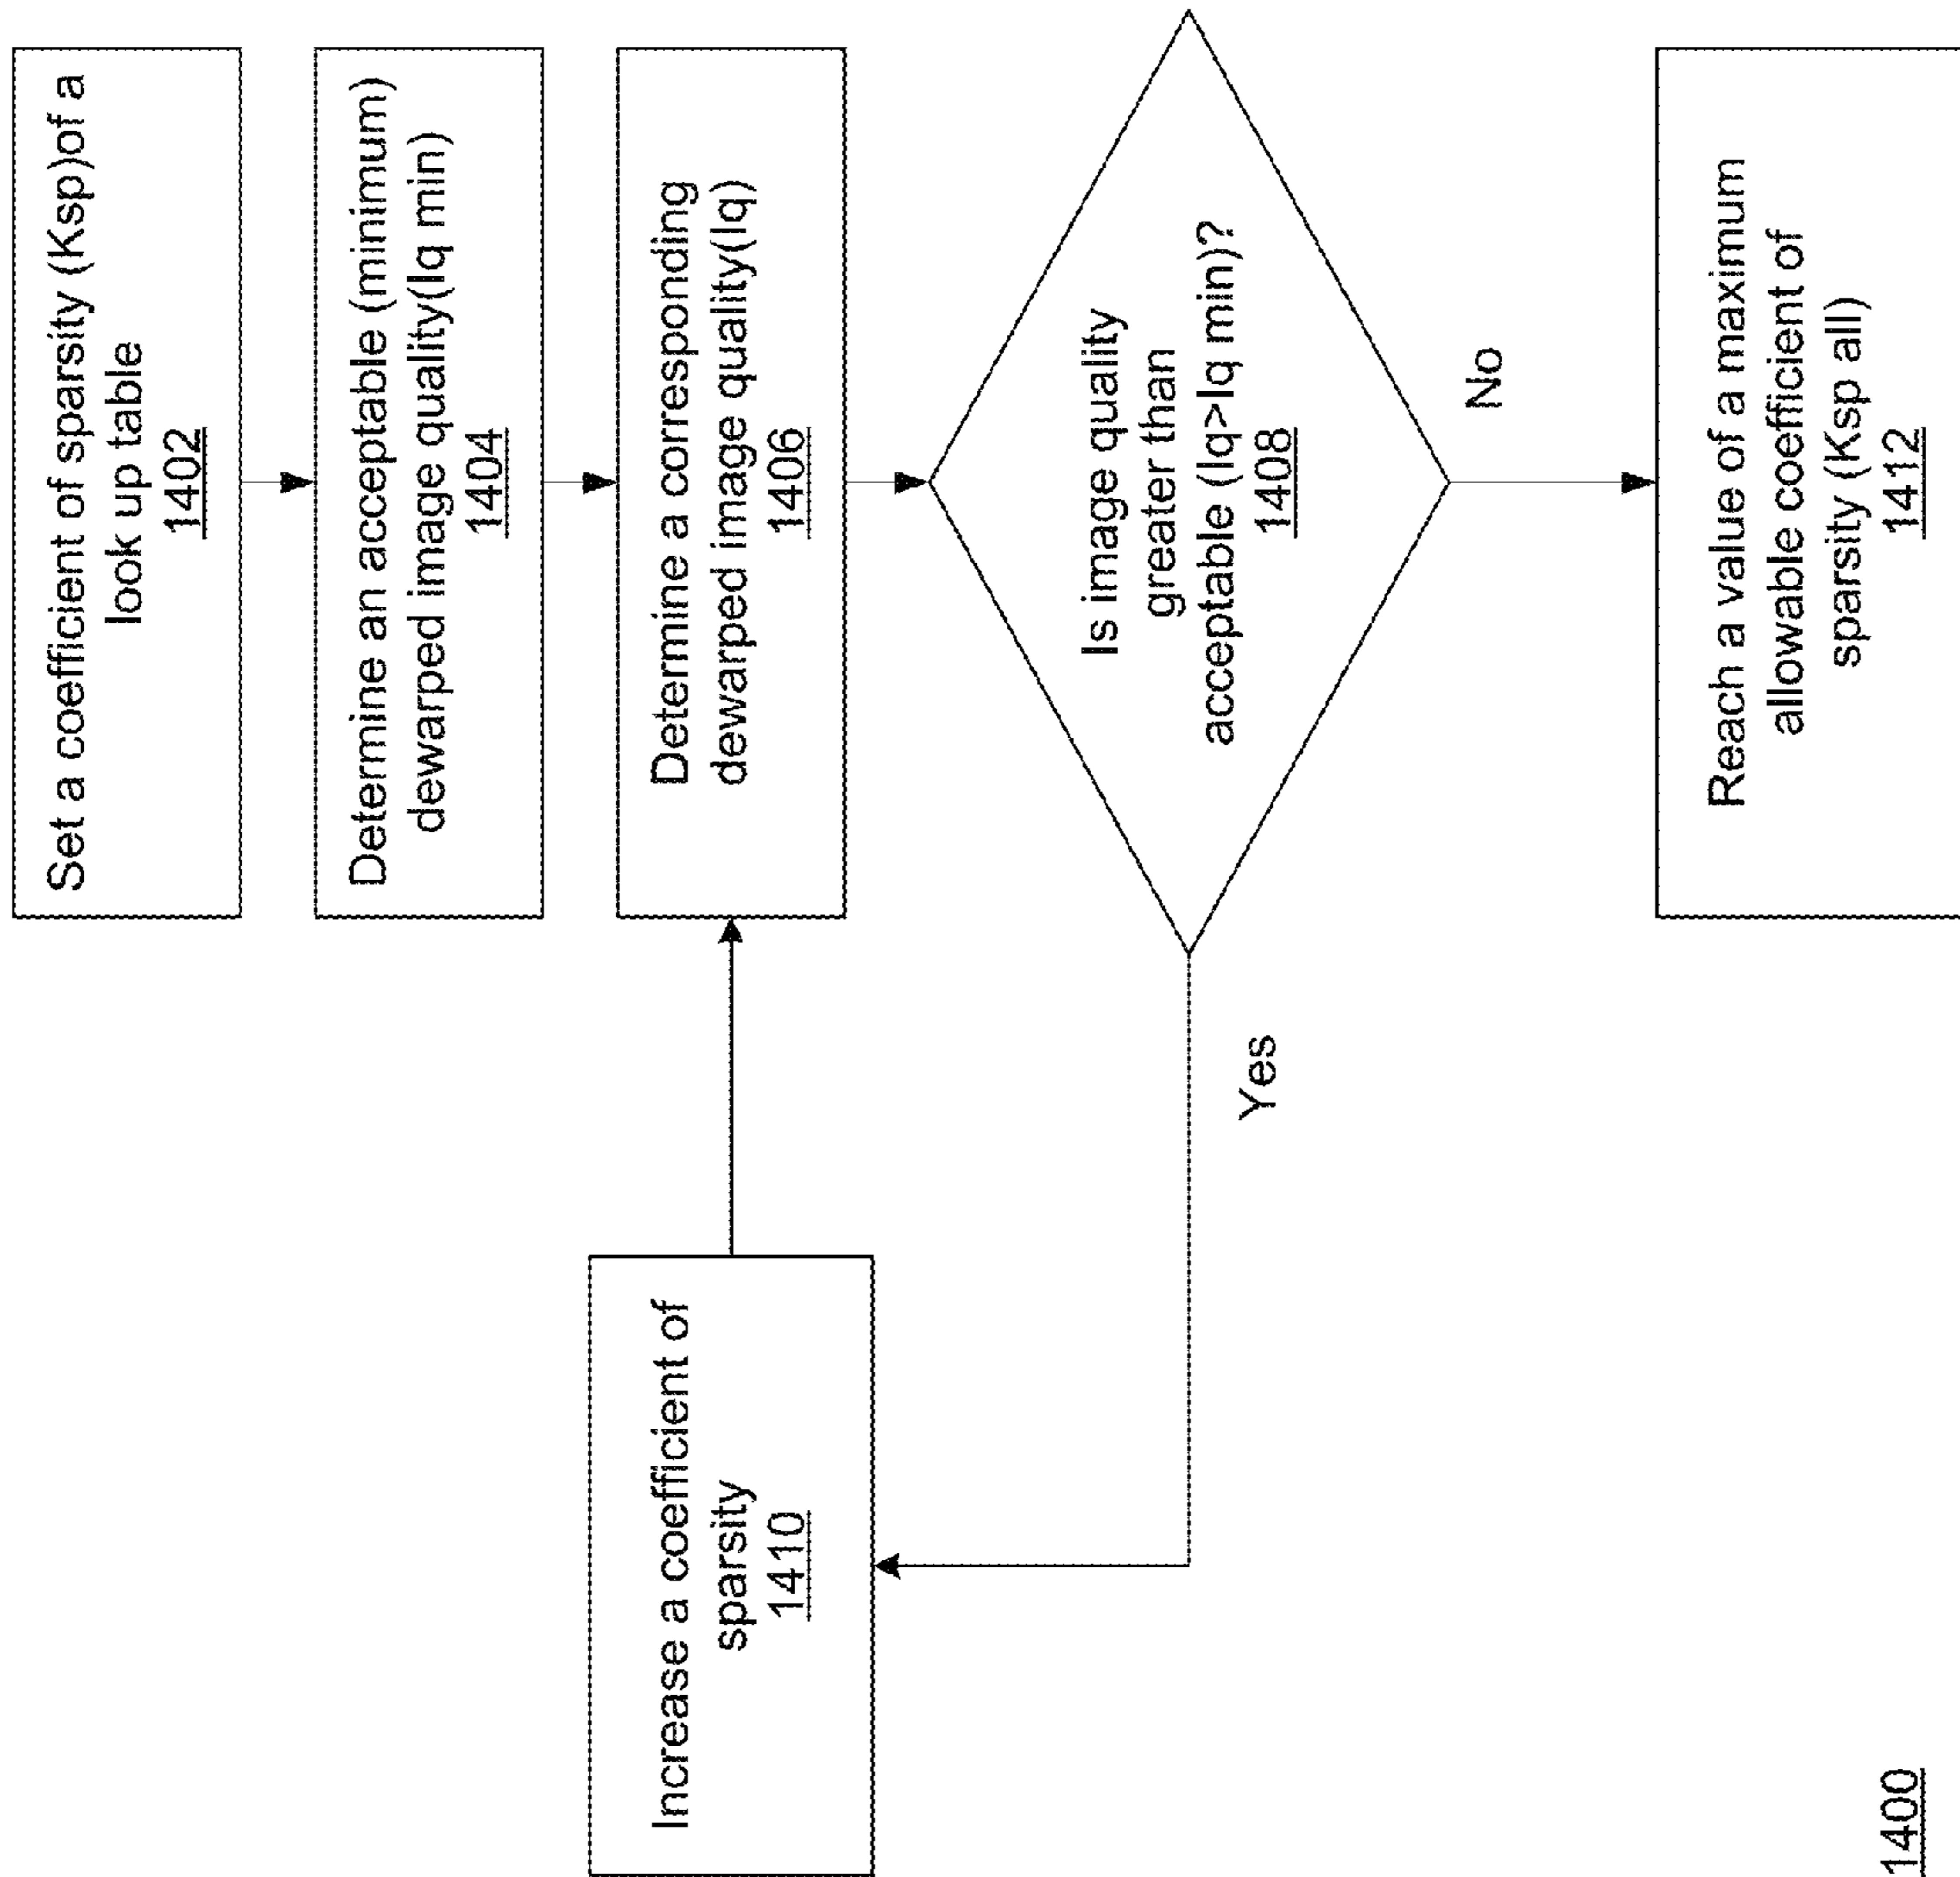 Set a coefficient of sparsity (Ksp)of a
look up table
1402
Determine an acceptable (minimum)
dewarped image quality(Iq min)
1404
Determine a corresponding
dewarped image quality(Iq)
1406
Is image quality
greater than
acceptable (Iq>Iq min)?
1408
Yes
Increase a coefficient of
sparsity
1410
No
Reach a value of a maximum
allowable coefficient of
sparsity (Ksp all)
1412
1400